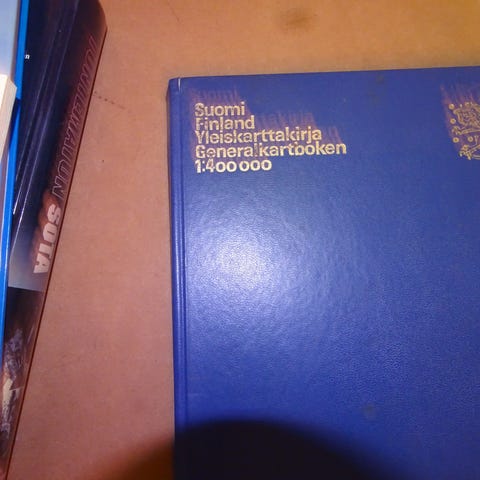 Suomi
Finland
Yleiskarttakirja
Generalkartboken
1:400 000
SOTA